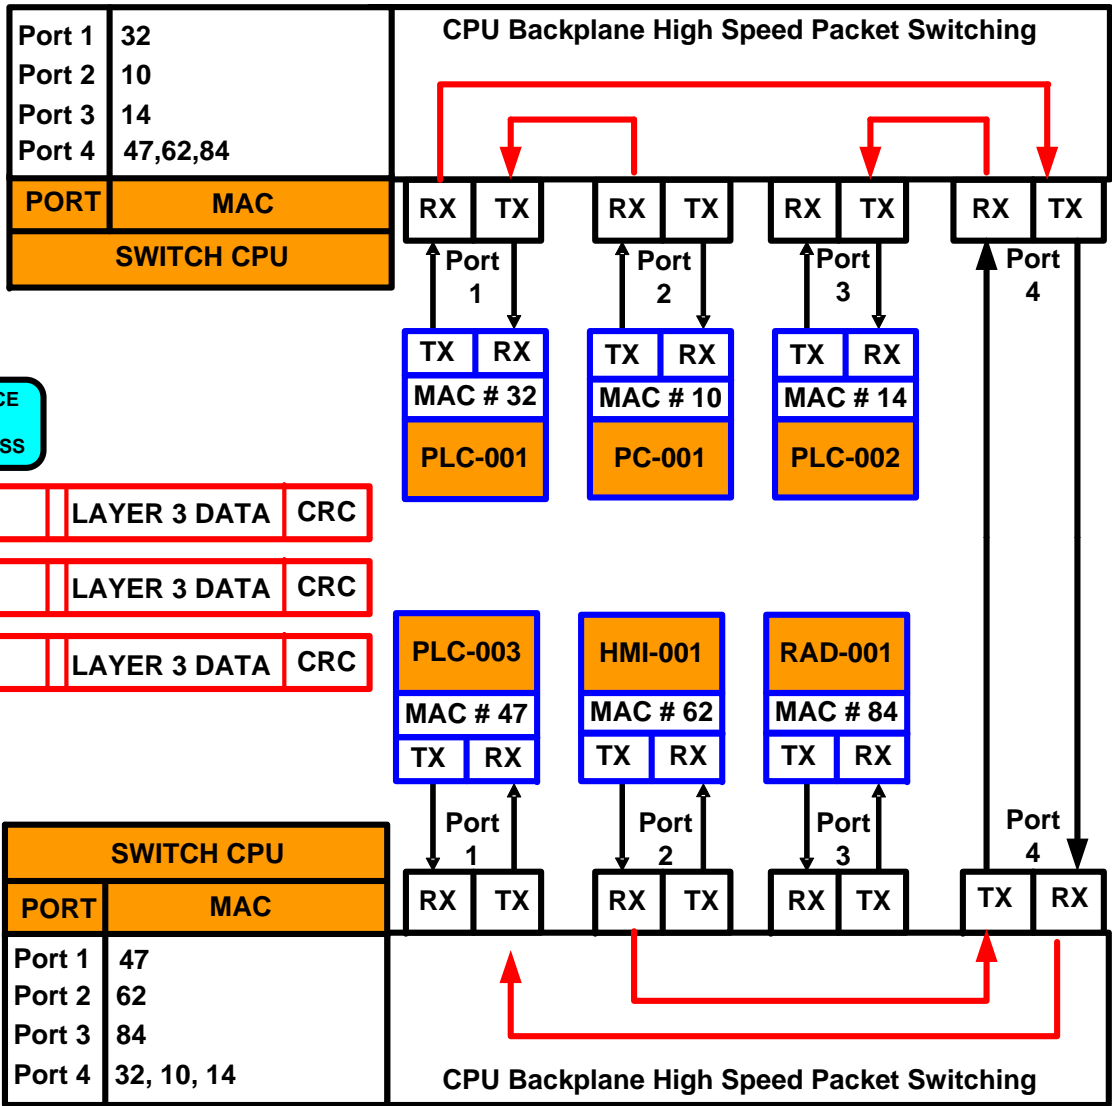 Port 1 32
Port 2 10
Port 3 14
Port 4 47,62,84
PORT MAC
SWITCH CPU
CPU Backplane High Speed Packet Switching
RX TX RX TX RX TX RX TX
Port 1 Port 2 Port 3 Port 4
TX RX TX RX TX RX
MAC # 32 MAC # 10 MAC # 14
PLC-001 PC-001 PLC-002
CE
SS
LAYER 3 DATA CRC
LAYER 3 DATA CRC
LAYER 3 DATA CRC
PLC-003 HMI-001 RAD-001
MAC # 47 MAC # 62 MAC # 84
TX RX TX RX TX RX
Port 1 Port 2 Port 3 Port 4
RX TX RX TX RX TX TX RX
SWITCH CPU
PORT MAC
Port 1 47
Port 2 62
Port 3 84
Port 4 32, 10, 14
CPU Backplane High Speed Packet Switching